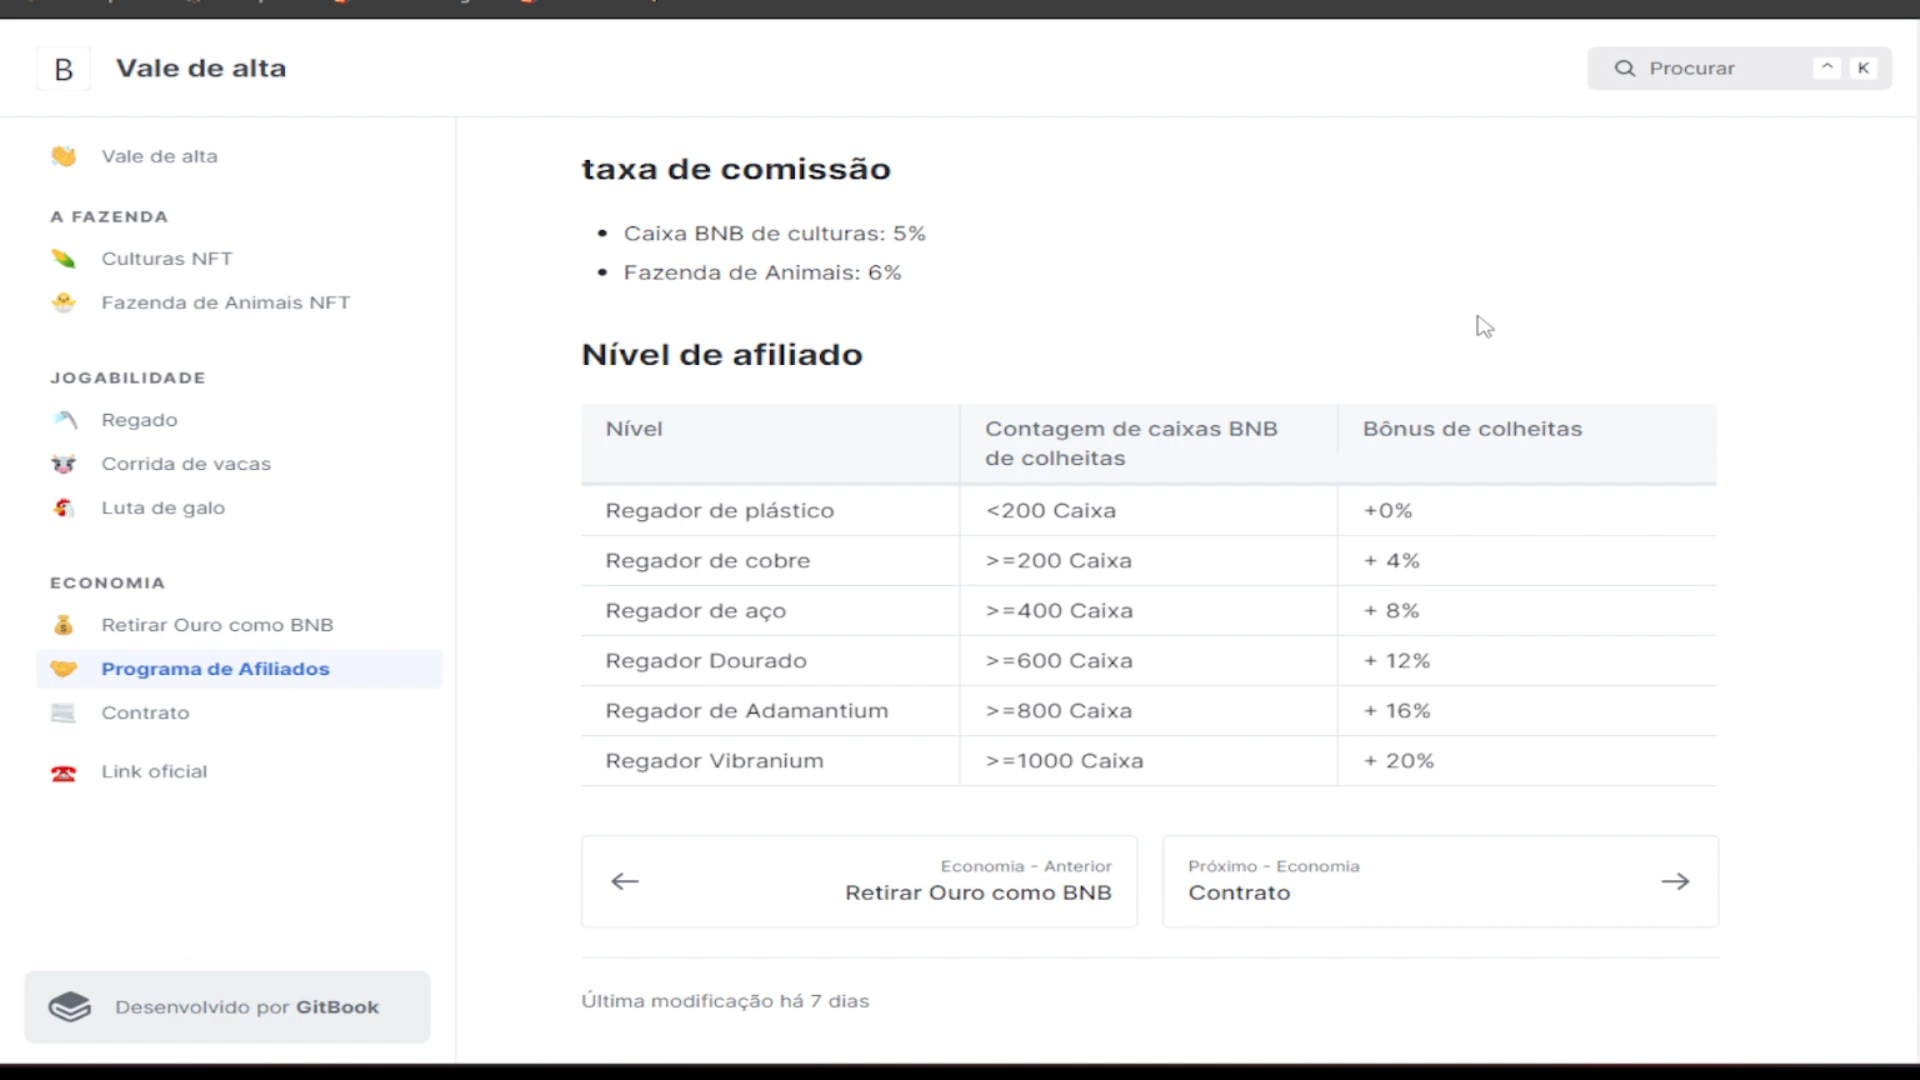 B
Vale de alta
Procurar
^ K
Vale de alta
A FAZENDA
Culturas NFT
Fazenda de Animais NFT
JOGABILIDADE
Regado
Corrida de vacas
Luta de galo
ECONOMIA
Retirar Ouro como BNB
Programa de Afiliados
Contrato
Link oficial
Desenvolvido por GitBook
taxa de comissão
• Caixa BNB de culturas: 5%
• Fazenda de Animais: 6%
Nível de afiliado
Nível
Contagem de caixas BNB
de colheitas
Bônus de colheitas
Regador de plástico <200 Caixa +0%
Regador de cobre >=200 Caixa + 4%
Regador de aço >=400 Caixa + 8%
Regador Dourado >=600 Caixa + 12%
Regador de Adamantium >=800 Caixa + 16%
Regador Vibranium >=1000 Caixa + 20%
Economia - Anterior
Retirar Ouro como BNB
Próximo - Economia
Contrato
Última modificação há 7 dias